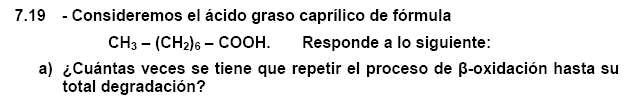 7.19 - Consideremos el ácido graso caprílico de fórmula
CH₃ – (CH₂)₆ – COOH. Responde a lo siguiente:
a) ¿Cuántas veces se tiene que repetir el proceso de β-oxidación hasta su
total degradación?